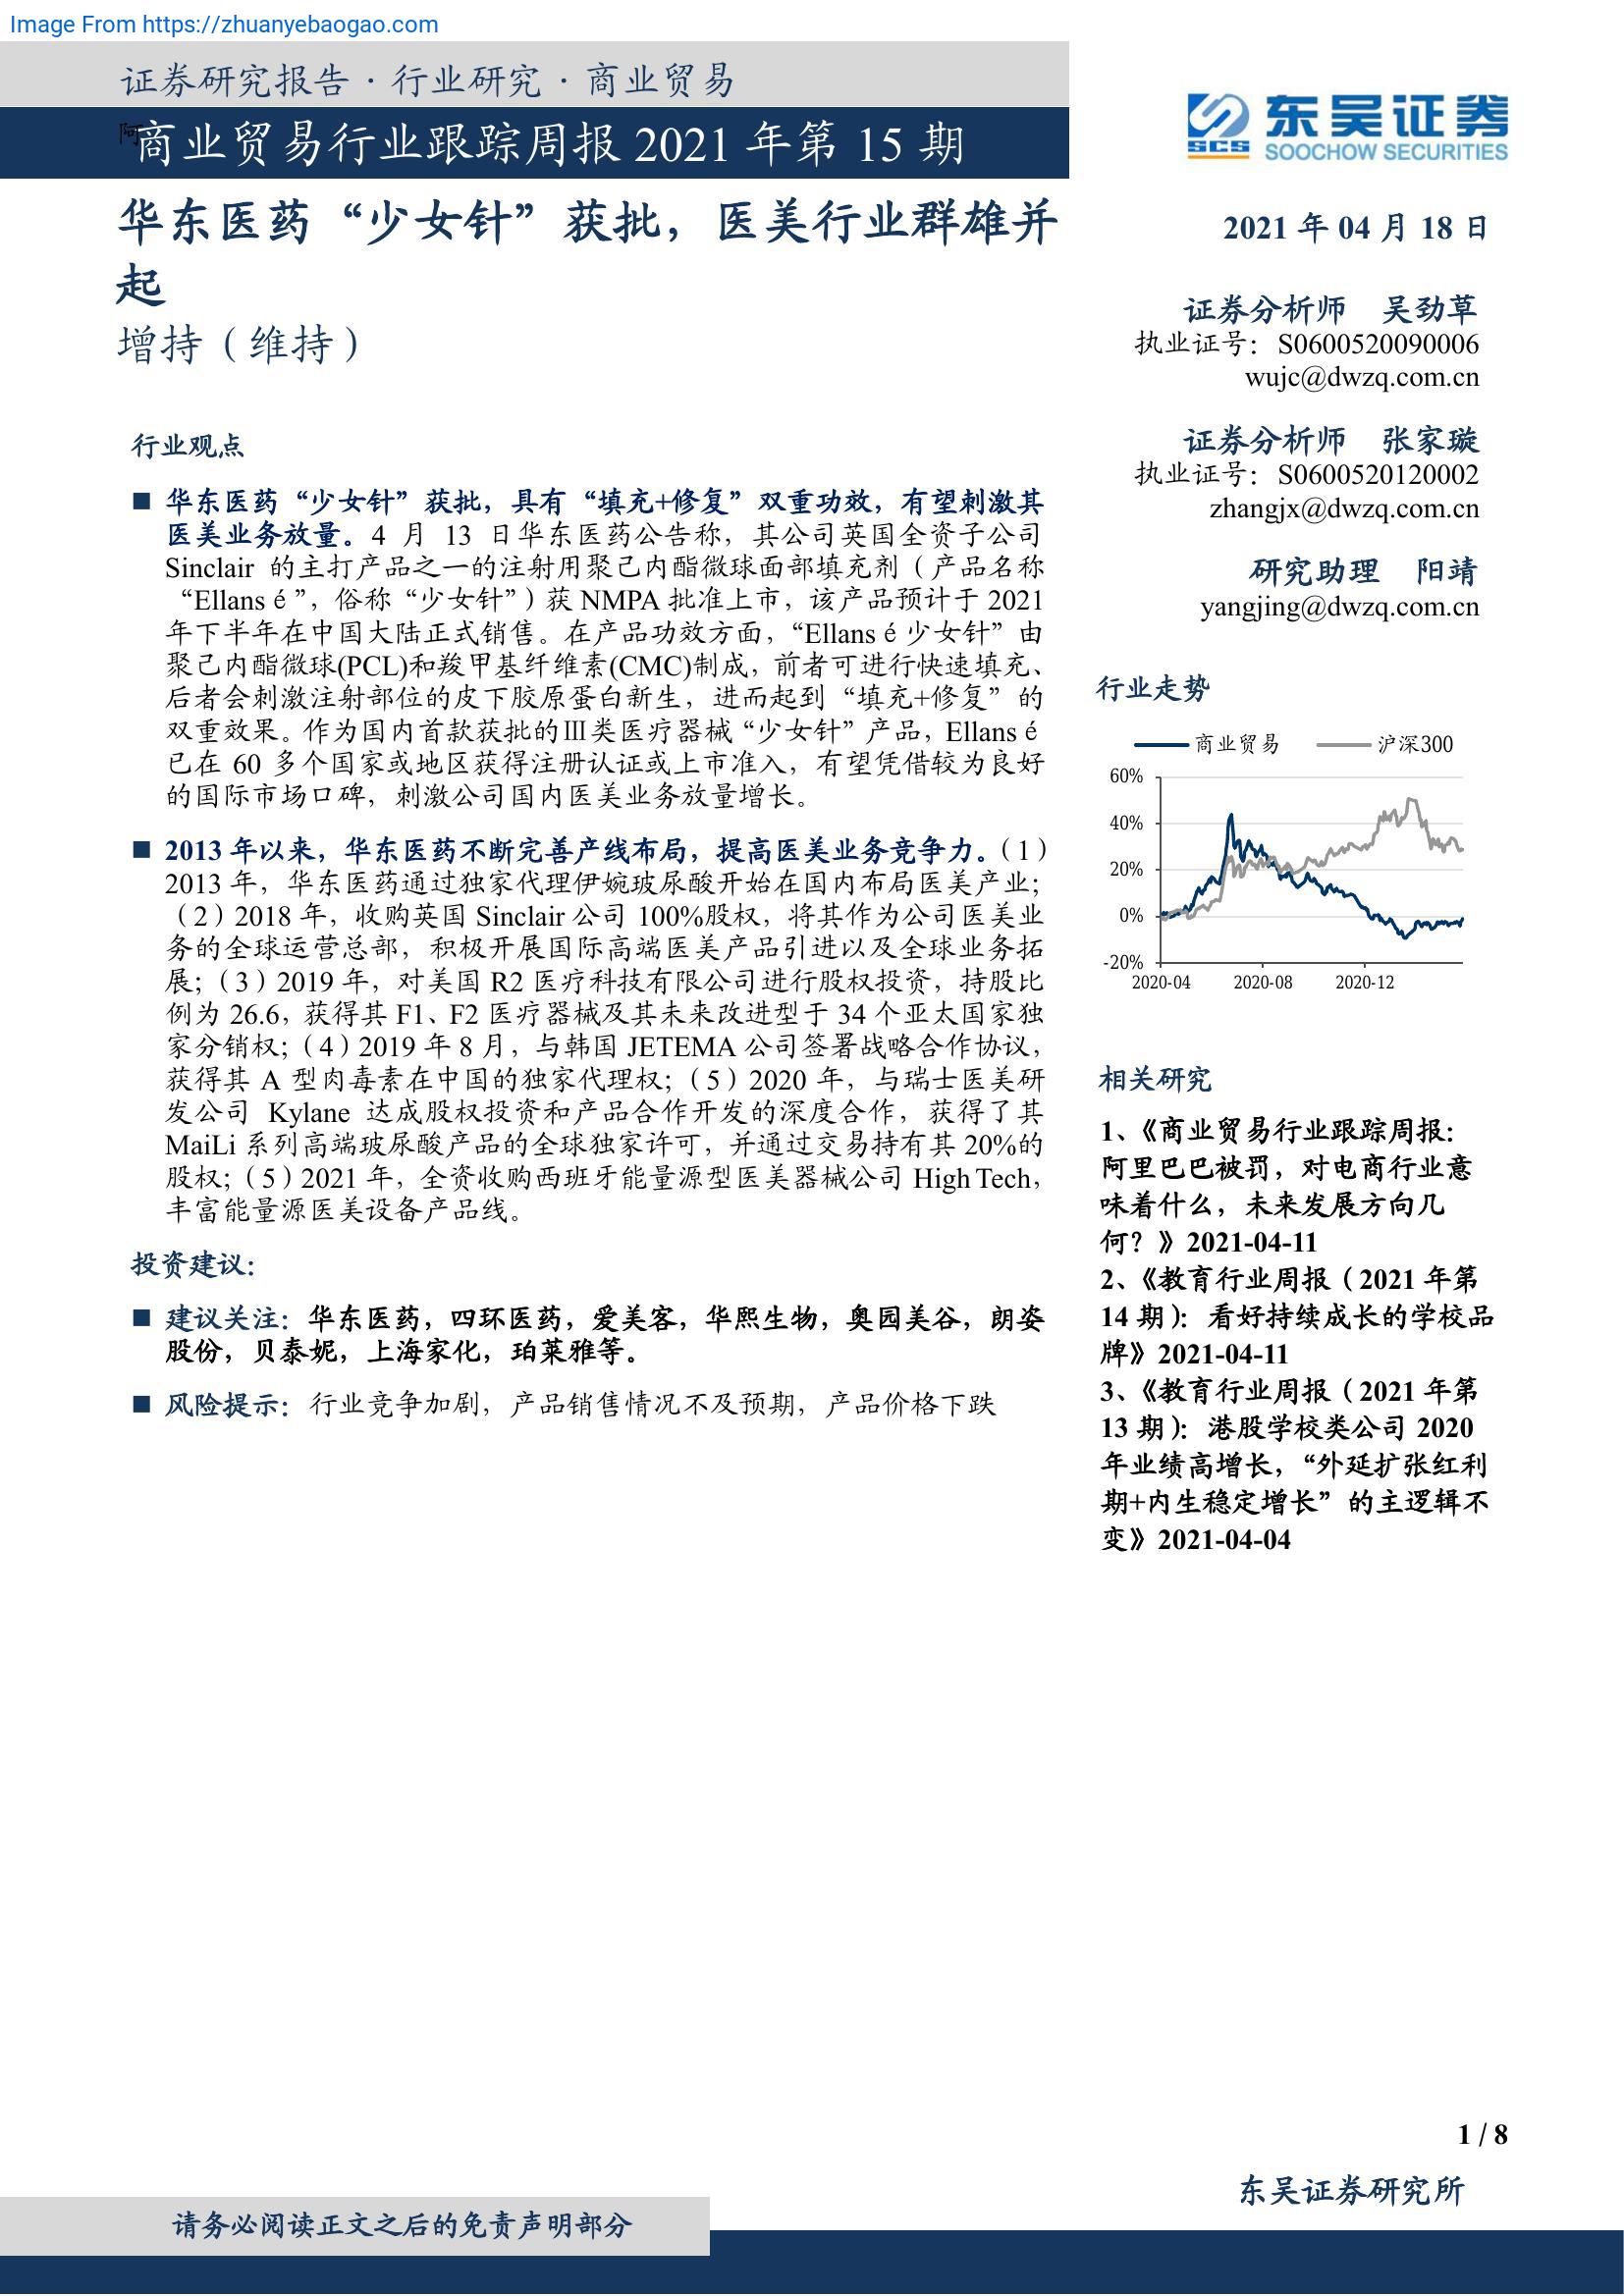 Image From https://zhuanyebaogao.com
证券研究报告 · 行业研究 · 商业贸易
阿
商业贸易行业跟踪周报 2021 年第 15 期
华东医药“少女针”获批，医美行业群雄并
起
增持（维持）
行业观点
■ 华东医药“少女针”获批，具有“填充+修复”双重功效，有望刺激其
医美业务放量。4 月 13 日华东医药公告称，其公司英国全资子公司
Sinclair 的主打产品之一的注射用聚己内酯微球面部填充剂（产品名称
“Ellansé”，俗称“少女针”）获 NMPA 批准上市，该产品预计于 2021
年下半年在中国大陆正式销售。在产品功效方面，“Ellansé 少女针”由
聚己内酯微球(PCL)和羧甲基纤维素(CMC)制成，前者可进行快速填充、
后者会刺激注射部位的皮下胶原蛋白新生，进而起到“填充+修复”的
双重效果。作为国内首款获批的Ⅲ类医疗器械“少女针”产品，Ellansé
已在 60 多个国家或地区获得注册认证或上市准入，有望凭借较为良好
的国际市场口碑，刺激公司国内医美业务放量增长。
■ 2013 年以来，华东医药不断完善产线布局，提高医美业务竞争力。（1）
2013 年，华东医药通过独家代理伊婉玻尿酸开始在国内布局医美产业；
（2）2018 年，收购英国 Sinclair 公司 100%股权，将其作为公司医美业
务的全球运营总部，积极开展国际高端医美产品引进以及全球业务拓
展；（3）2019 年，对美国 R2 医疗科技有限公司进行股权投资，持股比
例为 26.6，获得其 F1、F2 医疗器械及其未来改进型于 34 个亚太国家独
家分销权；（4）2019 年 8 月，与韩国 JETEMA 公司签署战略合作协议，
获得其 A 型肉毒素在中国的独家代理权；（5）2020 年，与瑞士医美研
发公司 Kylane 达成股权投资和产品合作开发的深度合作，获得了其
MaiLi 系列高端玻尿酸产品的全球独家许可，并通过交易持有其 20%的
股权；（5）2021 年，全资收购西班牙能量源型医美器械公司 High Tech，
丰富能量源医美设备产品线。
投资建议：
■ 建议关注：华东医药，四环医药，爱美客，华熙生物，奥园美谷，朗姿
股份，贝泰妮，上海家化，珀莱雅等。
■ 风险提示：行业竞争加剧，产品销售情况不及预期，产品价格下跌
东吴证券
SCS SOOCHOW SECURITIES
2021 年 04 月 18 日
证券分析师 吴劲草
执业证号：S0600520090006
wujc@dwzq.com.cn
证券分析师 张家璇
执业证号：S0600520120002
zhangjx@dwzq.com.cn
研究助理 阳靖
yangjing@dwzq.com.cn
行业走势
商业贸易 沪深300
60%
40%
20%
0%
-20%
2020-04 2020-08 2020-12
相关研究
1、《商业贸易行业跟踪周报：
阿里巴巴被罚，对电商行业意
味着什么，未来发展方向几
何？》2021-04-11
2、《教育行业周报（2021 年第
14 期）：看好持续成长的学校品
牌》2021-04-11
3、《教育行业周报（2021 年第
13 期）：港股学校类公司 2020
年业绩高增长，“外延扩张红利
期+内生稳定增长”的主逻辑不
变》2021-04-04
1 / 8
东吴证券研究所
请务必阅读正文之后的免责声明部分